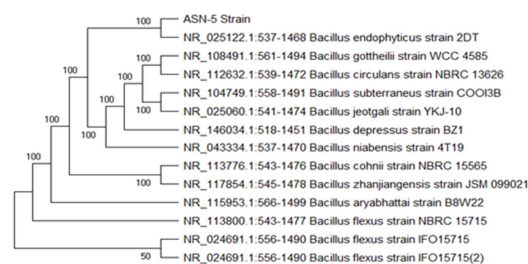 ASN-5 Strain
NR_025122.1:537-1468 Bacillus endophyticus strain 2DT
NR_108491.1:561-1494 Bacillus gottheilii strain WCC 4585
NR_112632.1:539-1472 Bacillus circulans strain NBRC 13626
NR_104749.1:558-1491 Bacillus subterraneus strain COOI3B
NR_025060.1:541-1474 Bacillus jeotgali strain YKJ-10
NR_146034.1:518-1451 Bacillus depressus strain BZ1
NR_043334.1:537-1470 Bacillus niabensis strain 4T19
NR_113776.1:543-1476 Bacillus cohnii strain NBRC 15565
NR_117854.1:545-1478 Bacillus zhanjiangensis strain JSM 099021
NR_115953.1:566-1499 Bacillus aryabhattai strain B8W22
NR_113800.1:543-1477 Bacillus flexus strain NBRC 15715
NR_024691.1:556-1490 Bacillus flexus strain IFO15715
NR_024691.1:556-1490 Bacillus flexus strain IFO15715(2)
100
100
100
100
100
100
100
100
100
100
50